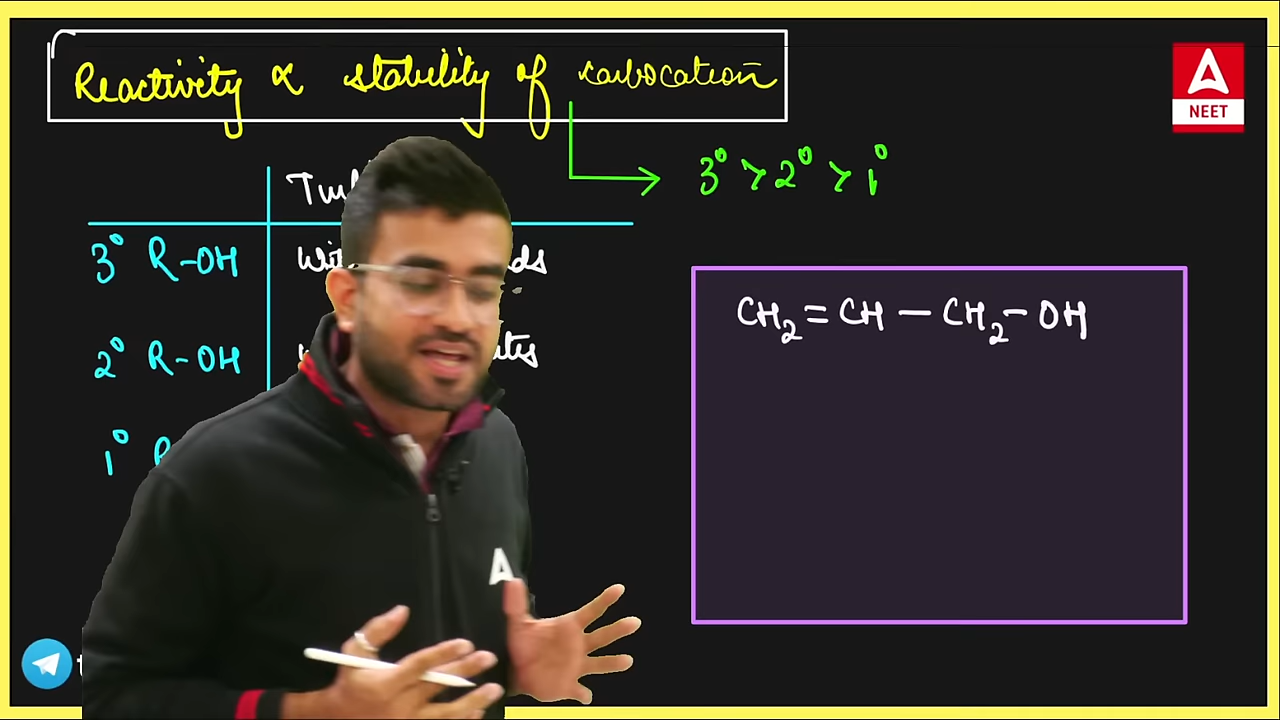 Reactivity ∝ stability of carbocation
NEET
3° > 2° > 1°
3° R-OH
CH₂ = CH — CH₂ - OH
2° R-OH
1°